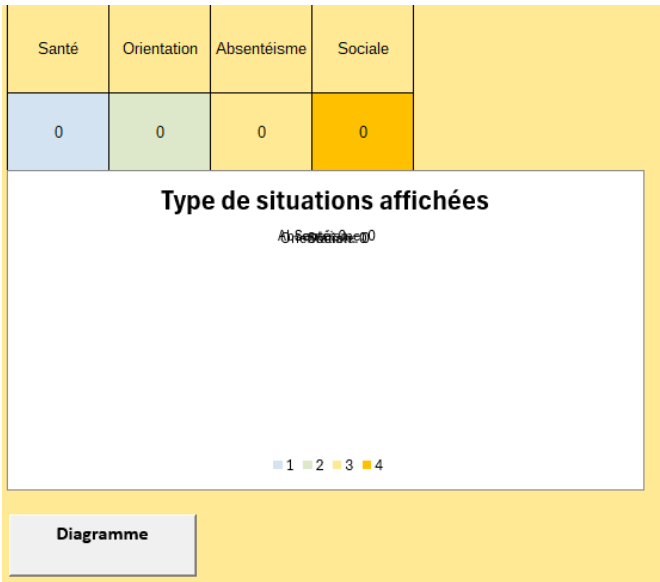 Santé Orientation Absentéisme Sociale
0 0 0 0
Type de situations affichées
1 2 3 4
Diagramme